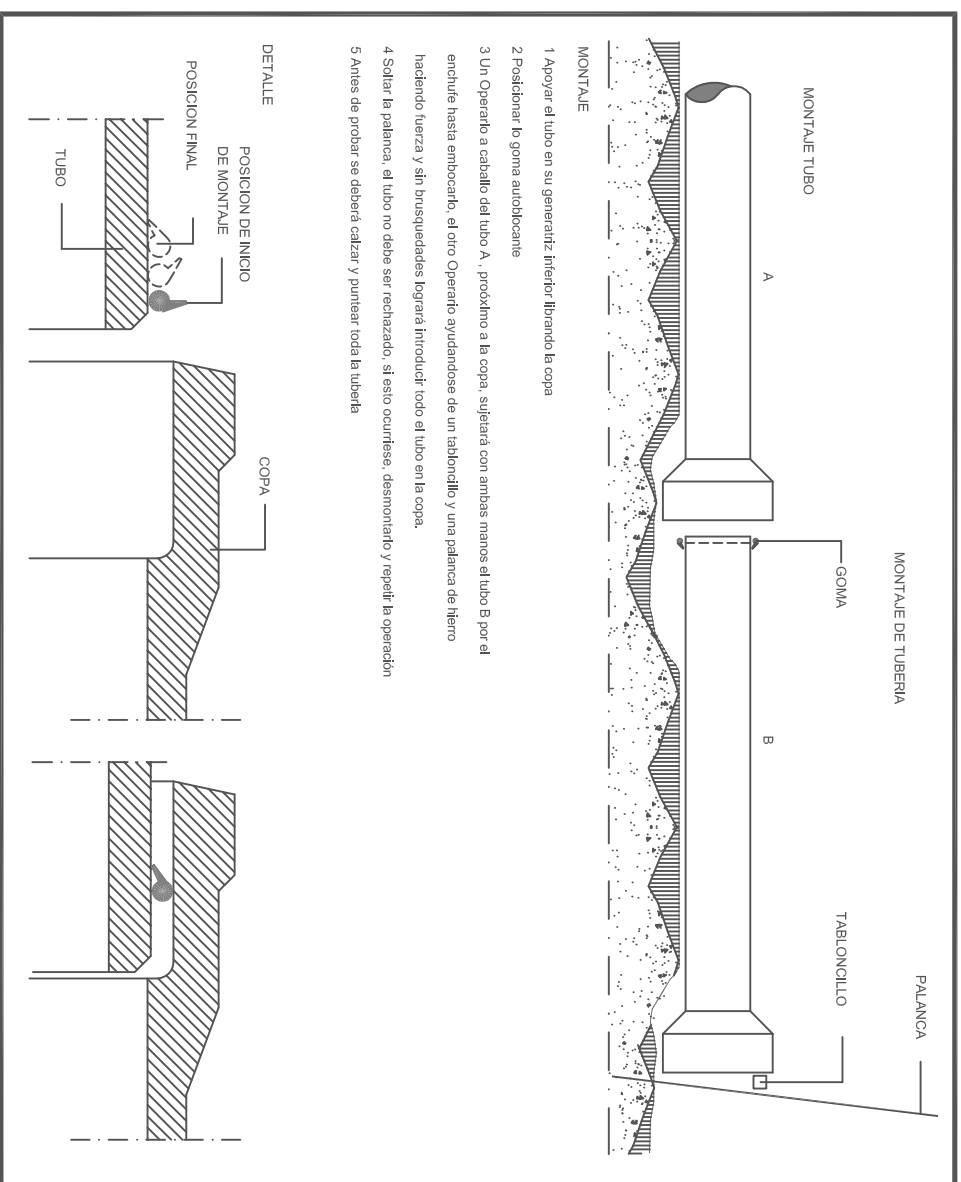 MONTAJE DE TUBERIA
MONTAJE TUBO
A
GOMA
B
TABLONCILLO
PALANCA
MONTAJE
1 Apoyar el tubo en su generatriz inferior librando la copa
2 Posicionar lo goma autoblocante
3 Un Operario a caballo del tubo A , proóximo a la copa, sujetará con ambas manos el tubo B por el
enchufe hasta embocarlo, el otro Operario ayudandose de un tabloncillo y una palanca de hierro
haciendo fuerza y sin brusquedades logrará introducir todo el tubo en la copa.
4 Soltar la palanca, el tubo no debe ser rechazado, si esto ocurriese, desmontarlo y repetir la operación
5 Antes de probar se deberá calzar y puntear toda la tubería
DETALLE
POSICION DE INICIO
DE MONTAJE
POSICION FINAL
TUBO
COPA